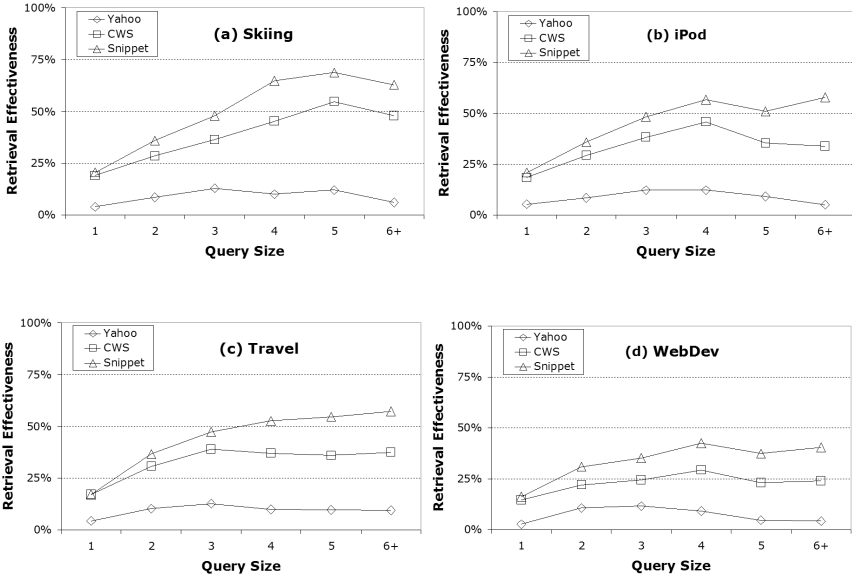 (a) Skiing
Yahoo
CWS
Snippet
Retrieval Effectiveness
100%
75%
50%
25%
0%
1 2 3 4 5 6+
Query Size
(b) iPod
Yahoo
CWS
Snippet
Retrieval Effectiveness
100%
75%
50%
25%
0%
1 2 3 4 5 6+
Query Size
(c) Travel
Yahoo
CWS
Snippet
Retrieval Effectiveness
100%
75%
50%
25%
0%
1 2 3 4 5 6+
Query Size
(d) WebDev
Yahoo
CWS
Snippet
Retrieval Effectiveness
100%
75%
50%
25%
0%
1 2 3 4 5 6+
Query Size